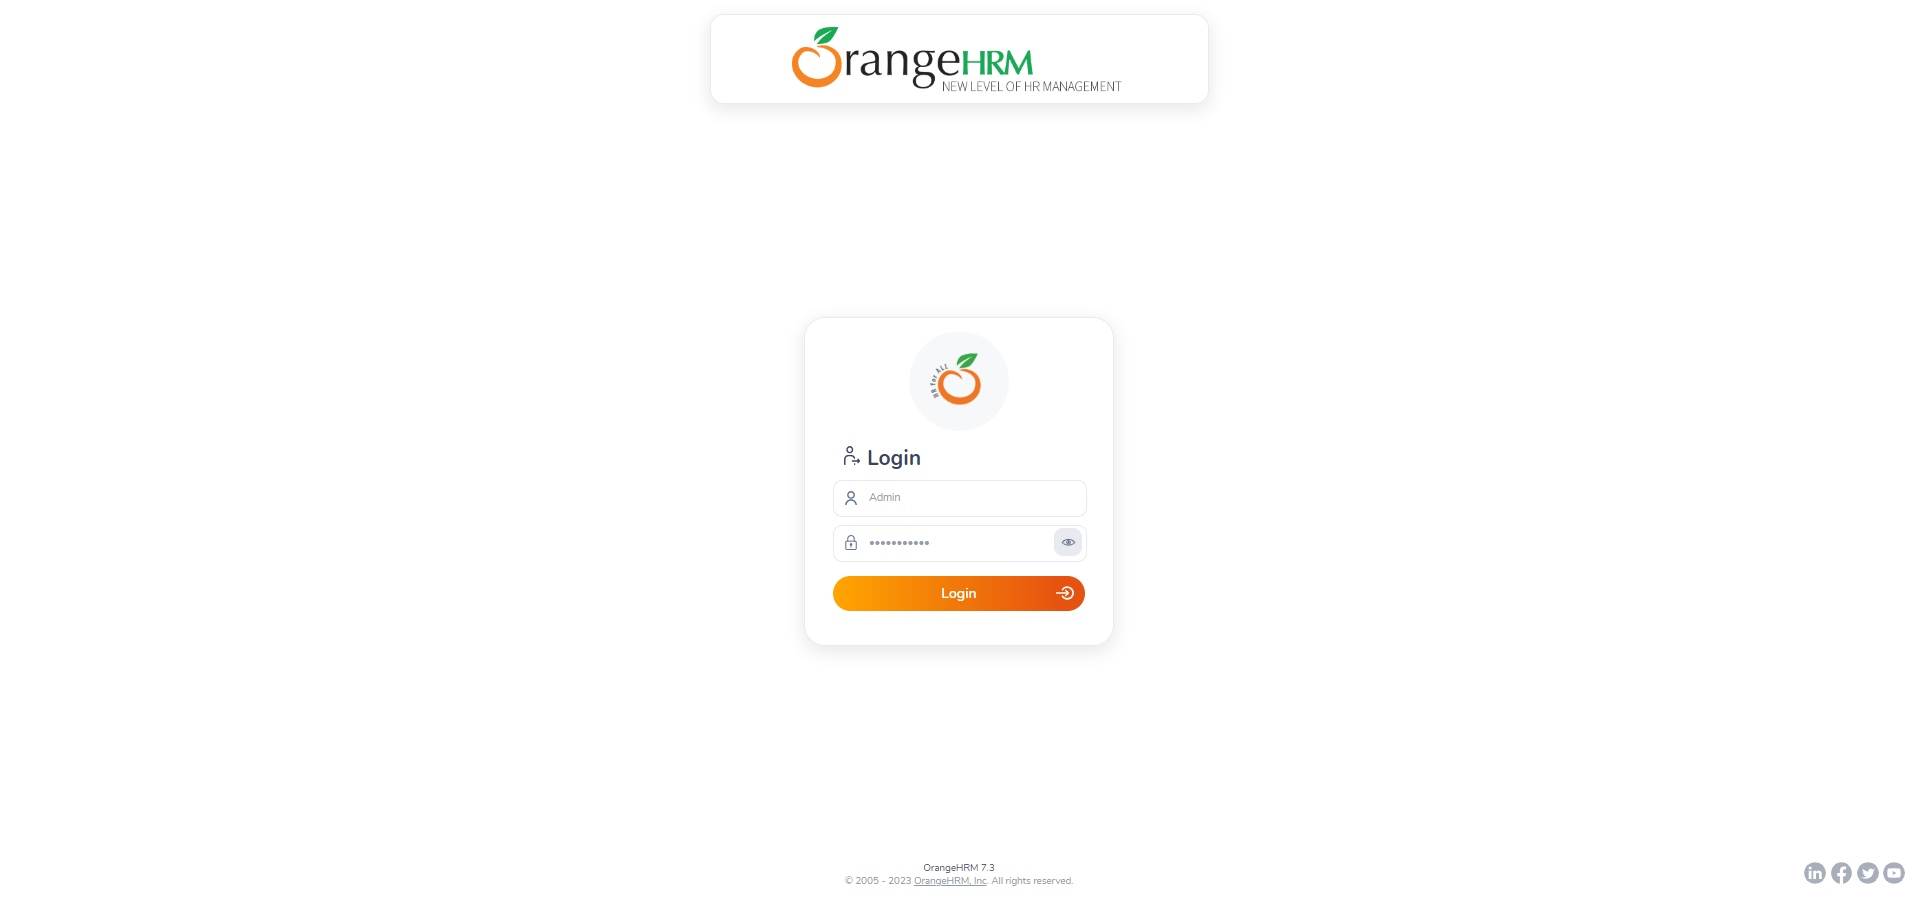 OrangeHRM
NEW LEVEL OF HR MANAGEMENT
HR for ALL
Login
Admin
•••••••••••
Login
OrangeHRM 7.3
© 2005 - 2023 OrangeHRM, Inc. All rights reserved.